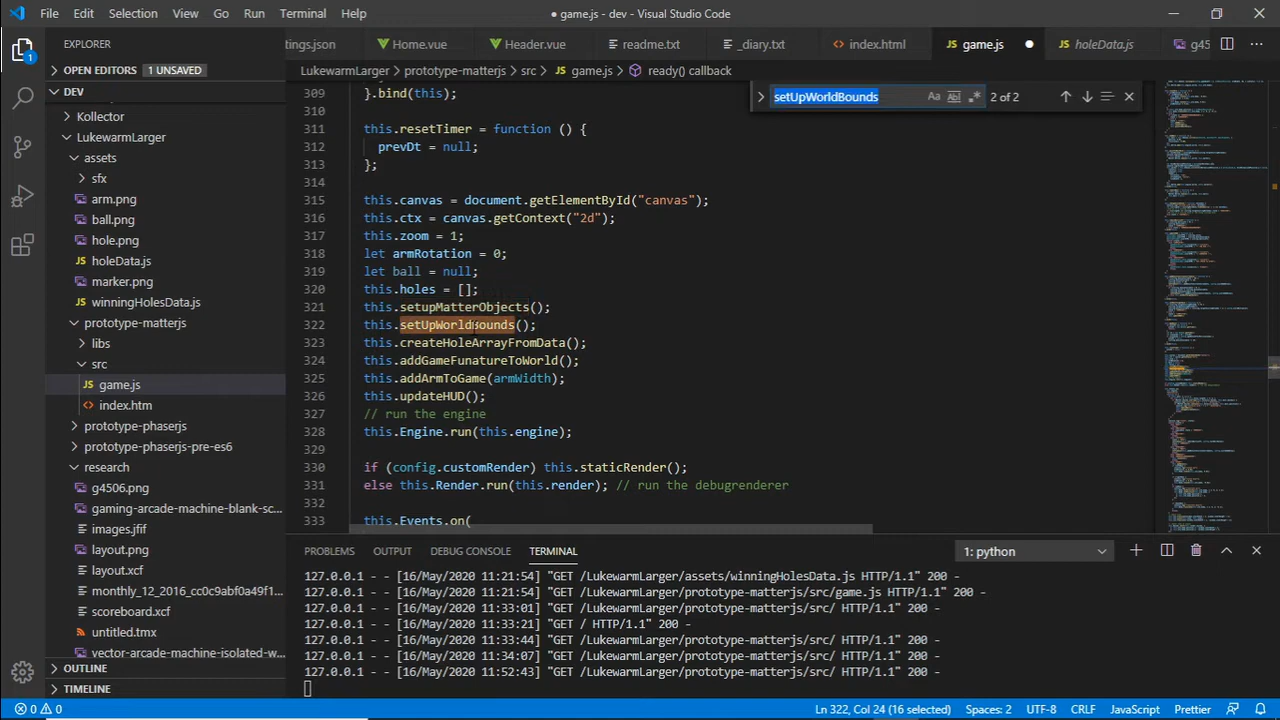 File Edit Selection View Go Run Terminal Help
● game.js - dev - Visual Studio Code
EXPLORER
OPEN EDITORS 1 UNSAVED
DEV
Kollector
LukewarmLarger
assets
sfx
arm.png
ball.png
hole.png
holeData.js
marker.png
winningHolesData.js
prototype-matterjs
libs
src
game.js
index.htm
prototype-phaserjs
prototype-phaserjs-pre-es6
research
g4506.png
gaming-arcade-machine-blank-sc...
images.jfif
layout.png
layout.xcf
monthly_12_2016_cc0c9abf0a49f1...
scoreboard.xcf
untitled.tmx
vector-arcade-machine-isolated-w...
OUTLINE
TIMELINE
tings.json Home.vue Header.vue readme.txt _diary.txt index.html game.js holeData.js g45
LukewarmLarger > prototype-matterjs > src > game.js > ready() callback
setUpWorldBounds 2 of 2
309 }.bind(this);
310
311 this.resetTimer = function () {
312 prevDt = null;
313 };
314
315 this.canvas = document.getElementById("canvas");
316 this.ctx = canvas.getContext("2d");
317 this.zoom = 1;
318 let armRotation = 0;
319 let ball = null;
320 this.holes = [];
321 this.setupMatterObects();
322 this.setUpWorldBounds();
323 this.createHoleArreyFromData();
324 this.addGameFurnatureToWorld();
325 this.addArmToGame(armWidth);
326 this.updateHUD();
327 // run the engine
328 this.Engine.run(this.engine);
329
330 if (config.customRender) this.staticRender();
331 else this.Render.run(this.render); // run the debugrenderer
332
333 this.Events.on(
PROBLEMS OUTPUT DEBUG CONSOLE TERMINAL 1: python
127.0.0.1 - - [16/May/2020 11:21:54] "GET /LukewarmLarger/assets/winningHolesData.js HTTP/1.1" 200 -
127.0.0.1 - - [16/May/2020 11:21:54] "GET /LukewarmLarger/prototype-matterjs/src/game.js HTTP/1.1" 200 -
127.0.0.1 - - [16/May/2020 11:33:01] "GET /LukewarmLarger/prototype-matterjs/src/ HTTP/1.1" 200 -
127.0.0.1 - - [16/May/2020 11:33:21] "GET / HTTP/1.1" 200 -
127.0.0.1 - - [16/May/2020 11:33:44] "GET /LukewarmLarger/prototype-matterjs/src/ HTTP/1.1" 200 -
127.0.0.1 - - [16/May/2020 11:34:07] "GET /LukewarmLarger/prototype-matterjs/src/ HTTP/1.1" 200 -
127.0.0.1 - - [16/May/2020 11:52:43] "GET /LukewarmLarger/prototype-matterjs/src/ HTTP/1.1" 200 -
0 0 Ln 322, Col 24 (16 selected) Spaces: 2 UTF-8 CRLF JavaScript Prettier